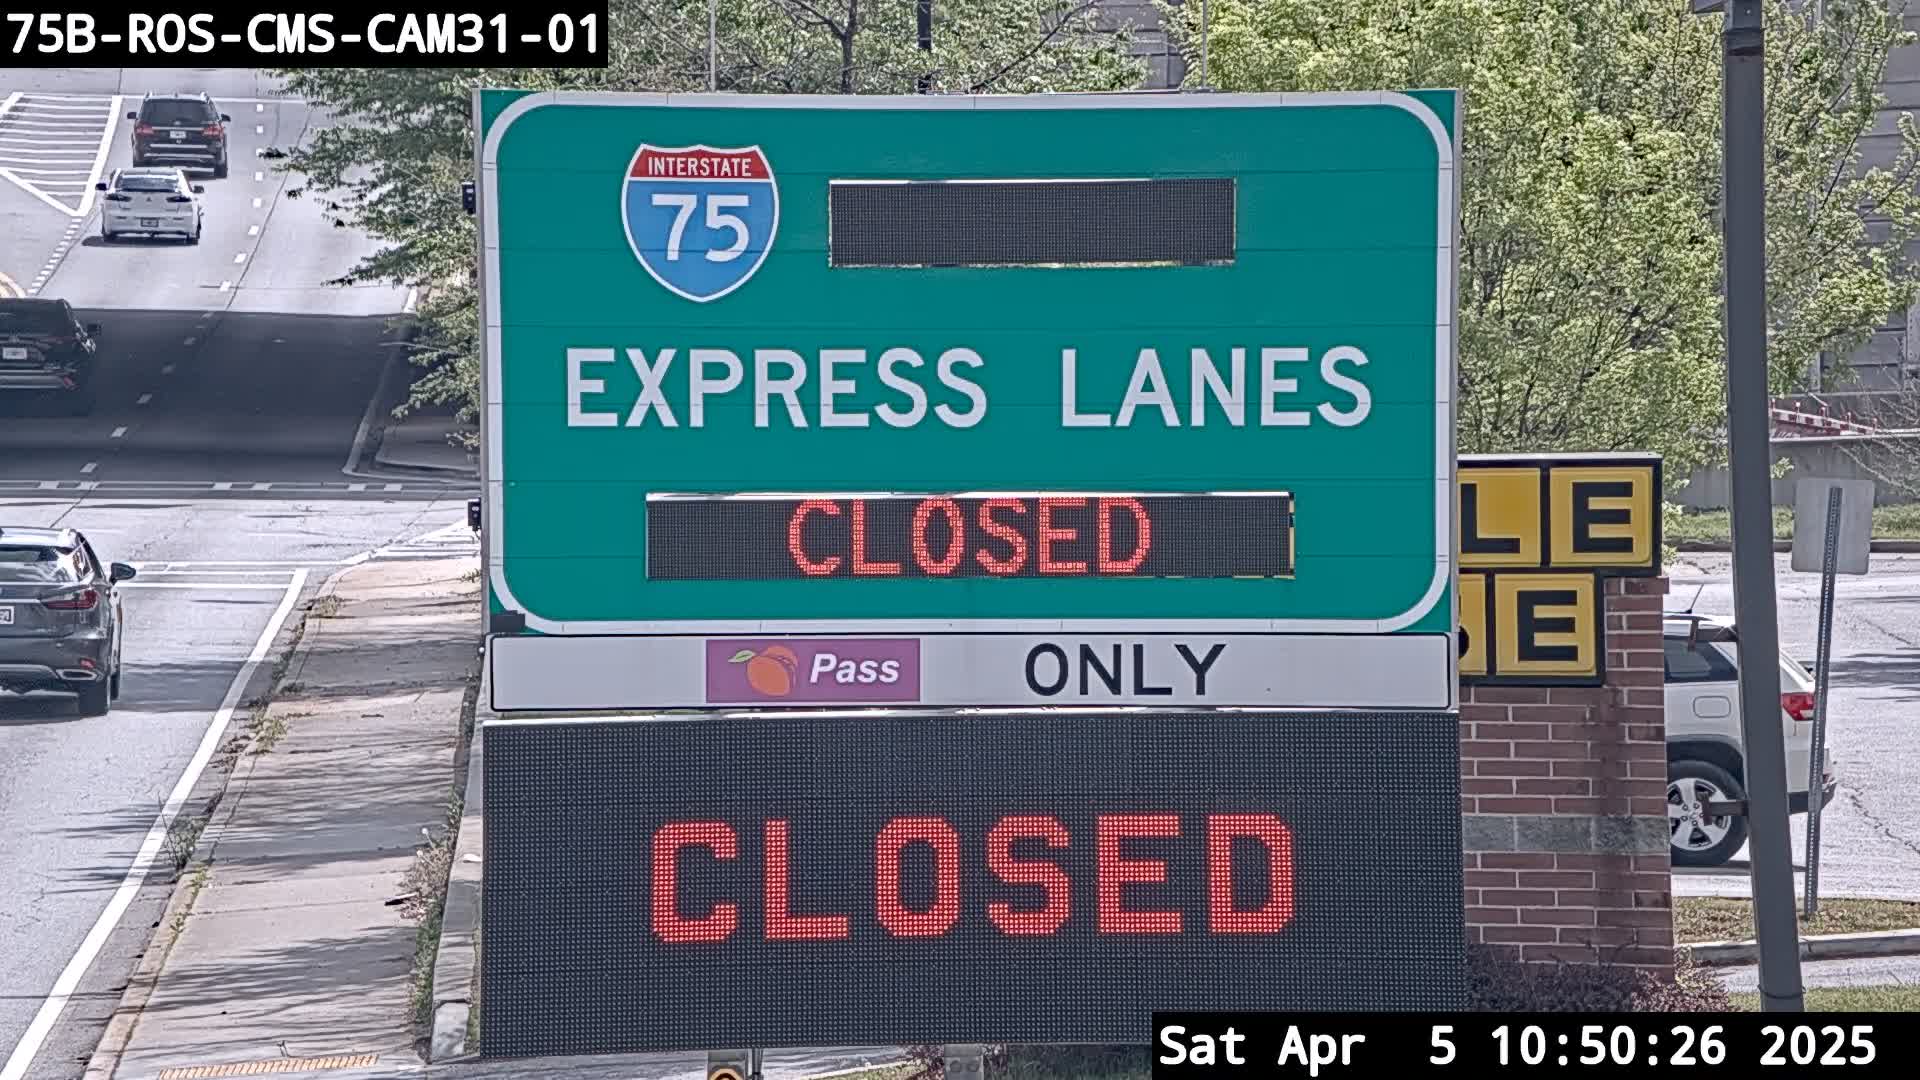 75B-ROS-CMS-CAM31-01
INTERSTATE
75
EXPRESS LANES
CLOSED
Pass ONLY
CLOSED
LE
E
Sat Apr 5 10:50:26 2025